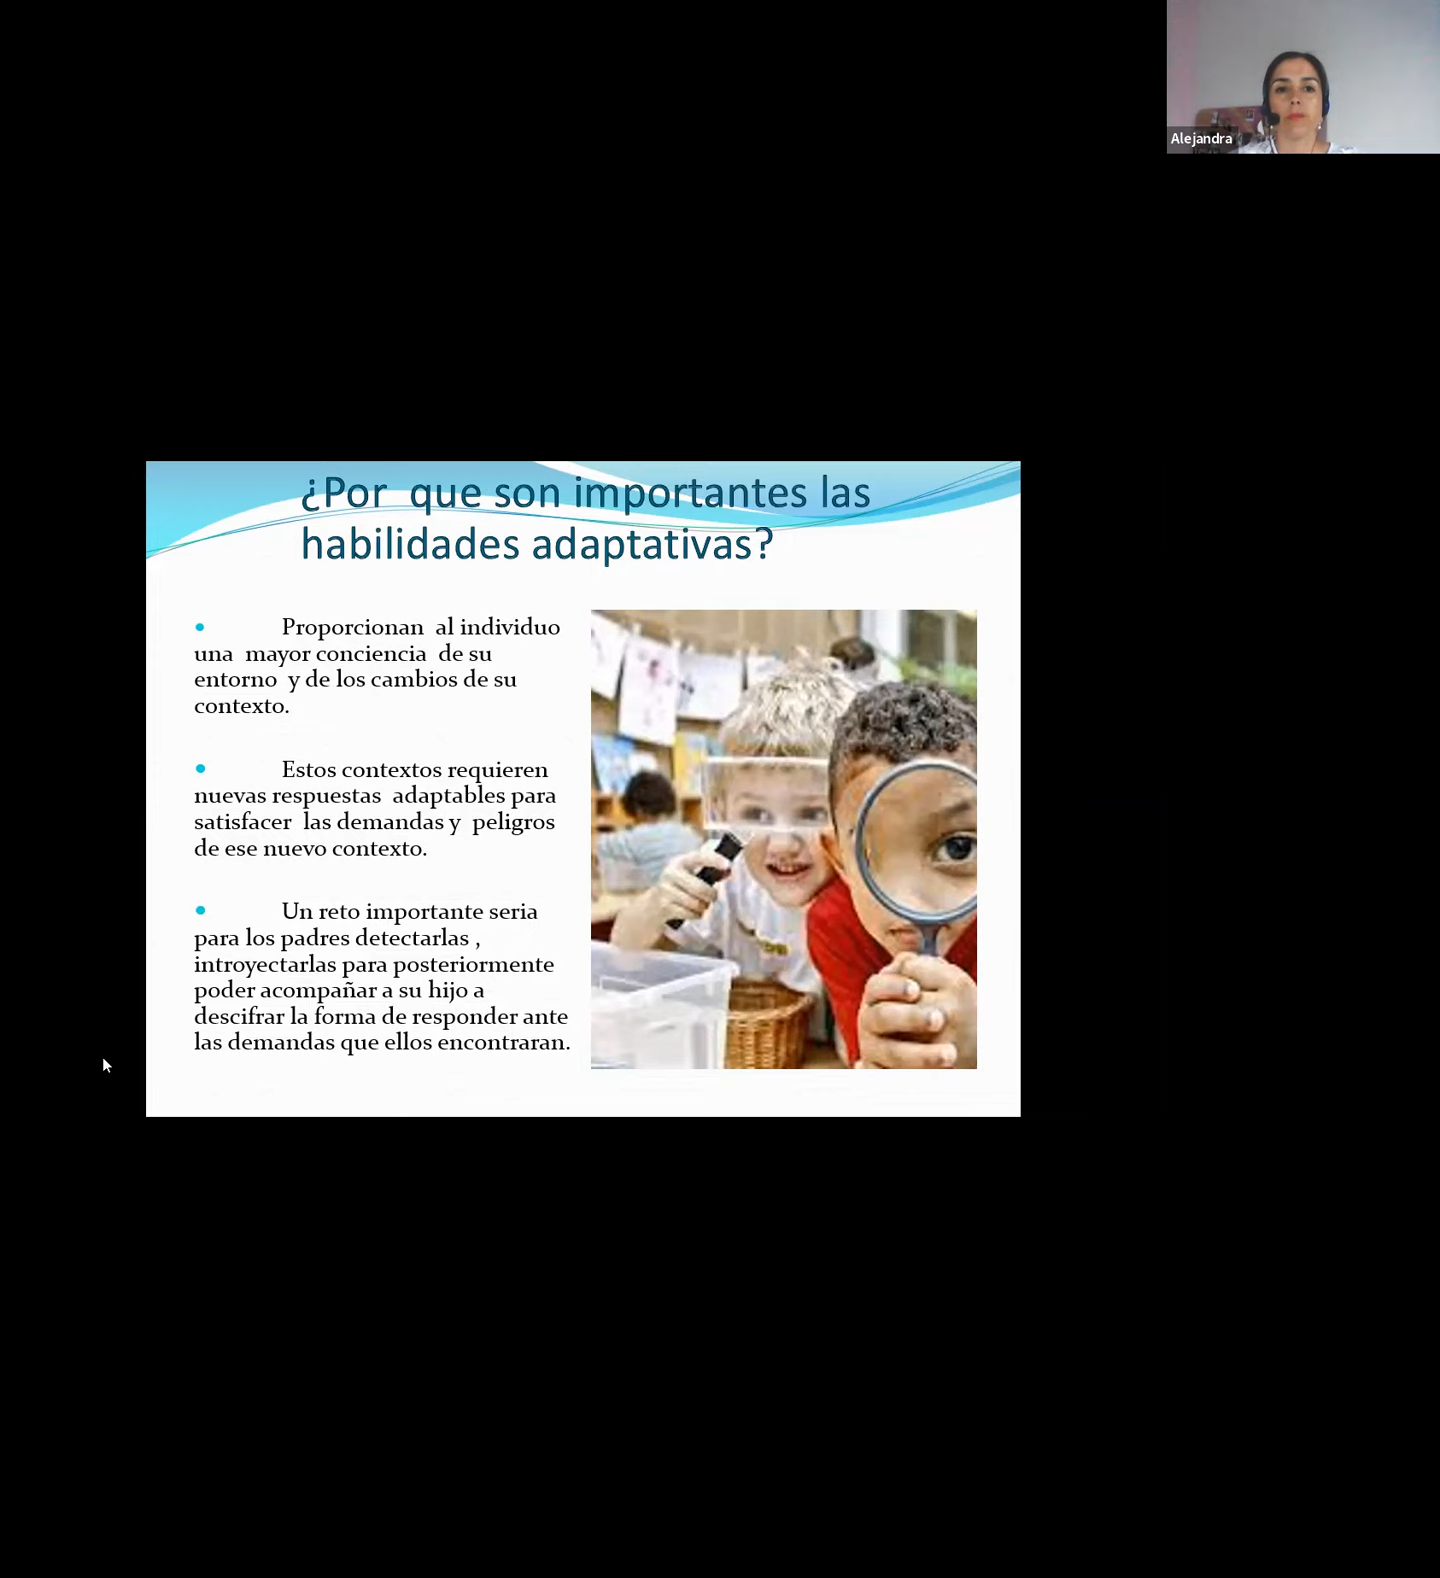 Alejandra
¿Por que son importantes las
habilidades adaptativas?
• Proporcionan al individuo
una mayor conciencia de su
entorno y de los cambios de su
contexto.
• Estos contextos requieren
nuevas respuestas adaptables para
satisfacer las demandas y peligros
de ese nuevo contexto.
• Un reto importante seria
para los padres detectarlas ,
introyectarlas para posteriormente
poder acompañar a su hijo a
descifrar la forma de responder ante
las demandas que ellos encontraran.